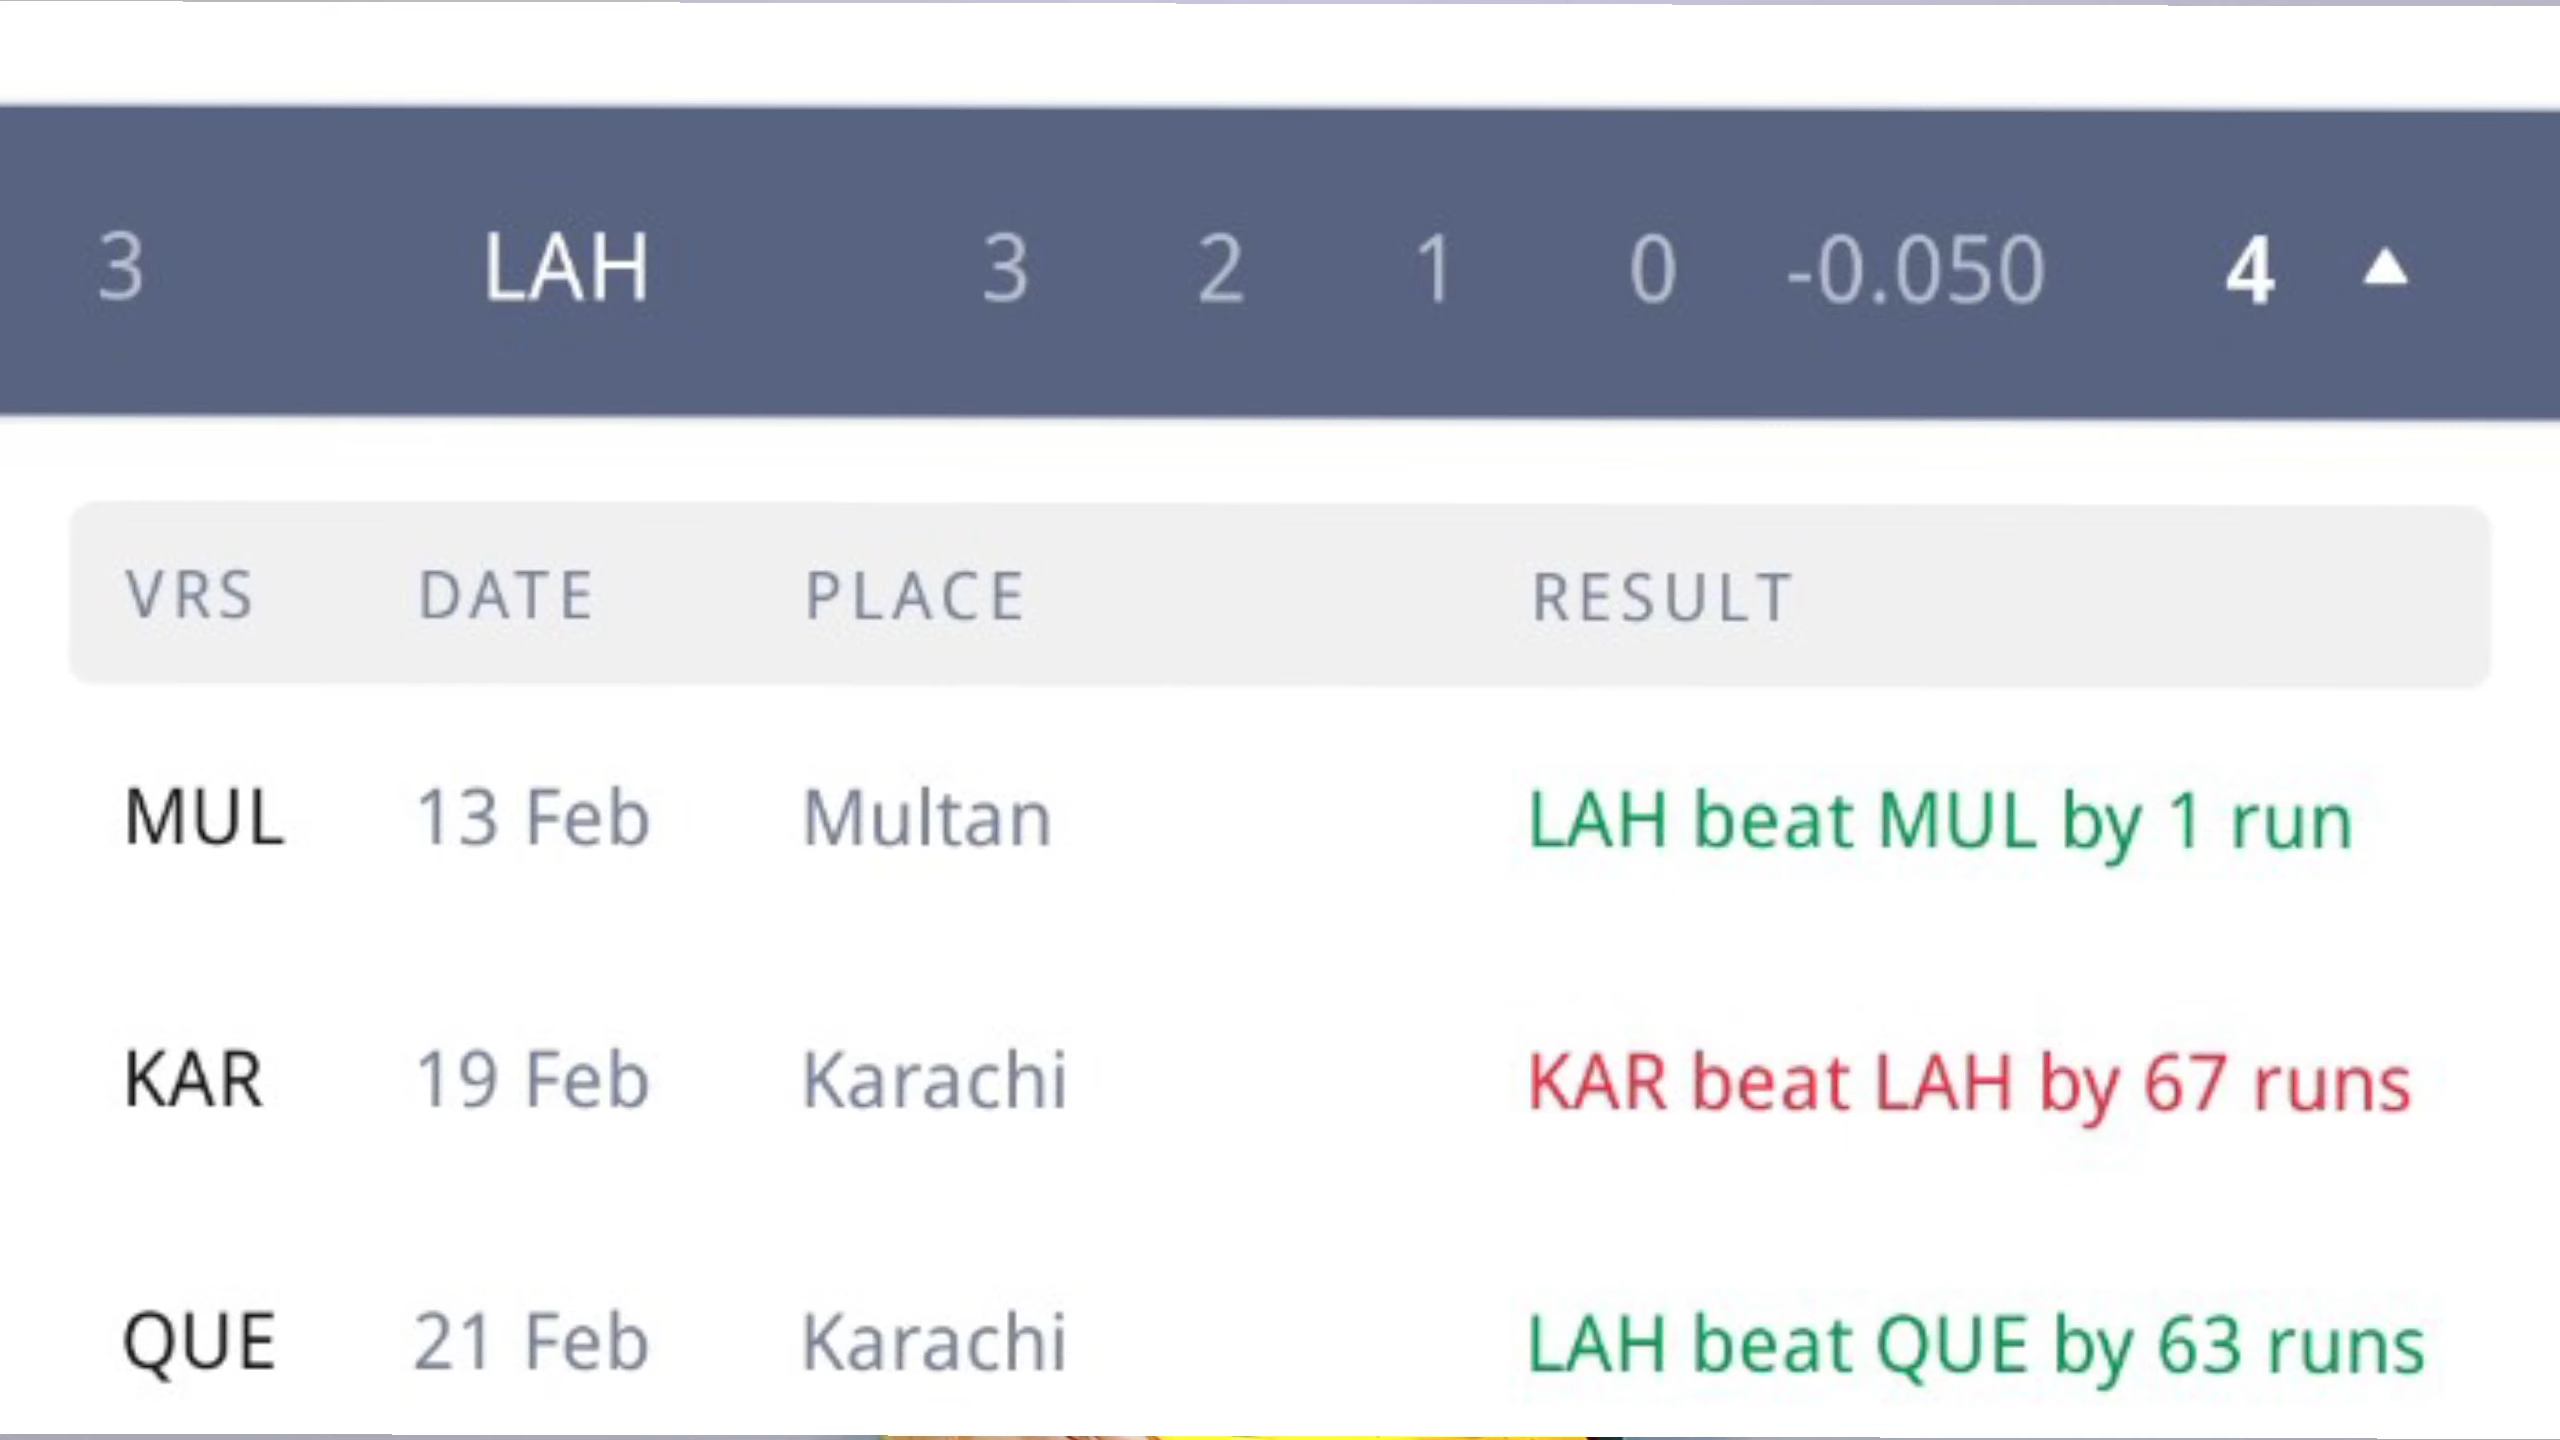 3 LAH 3 2 1 0 -0.050 4
VRS DATE PLACE RESULT
MUL 13 Feb Multan LAH beat MUL by 1 run
KAR 19 Feb Karachi KAR beat LAH by 67 runs
QUE 21 Feb Karachi LAH beat QUE by 63 runs